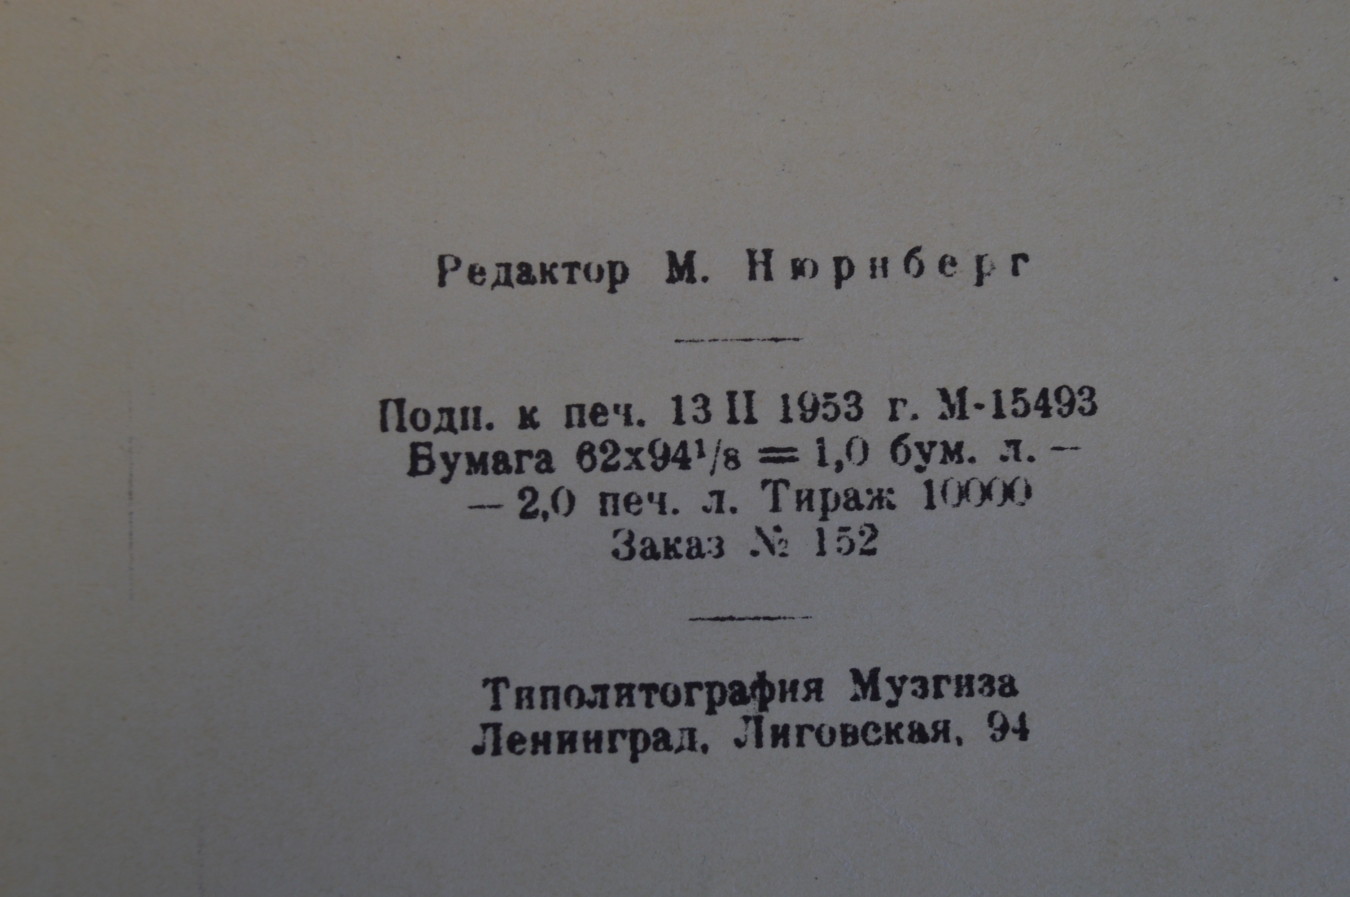 Редактор М. Нюрнберг
Подп. к печ. 13 II 1953 г. М-15493
Бумага 62х94¹/8 = 1,0 бум. л. —
— 2,0 печ. л. Тираж 10000
Заказ № 152
Типолитография Музгиза
Ленинград, Лиговская, 94